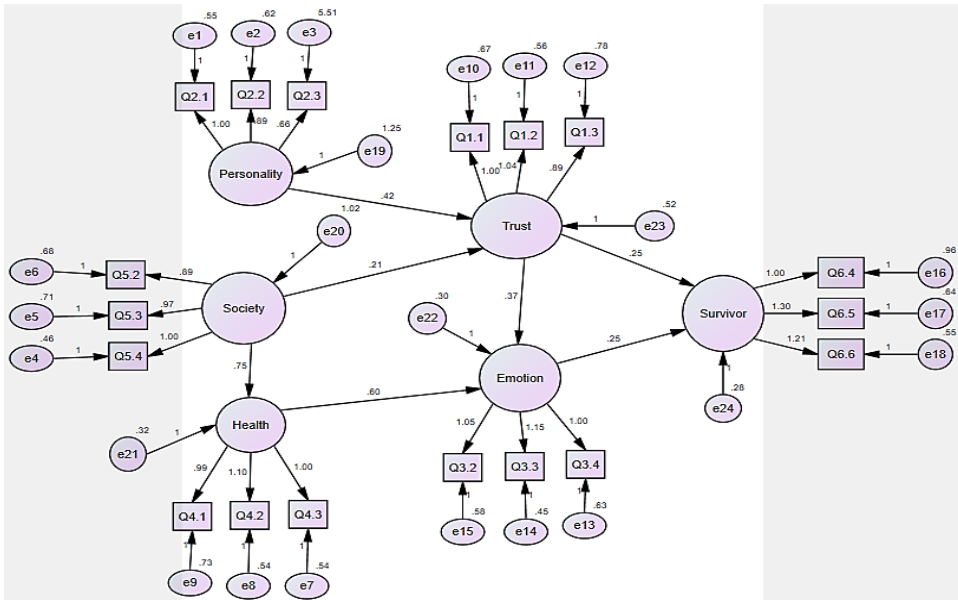 .55
.62
5.51
e1
e2
e3
1
1
1
Q2.1
Q2.2
Q2.3
1.00
.89
.66
Personality
1
e19
1.25
.67
.56
.78
e10
e11
e12
1
1
1
Q1.1
Q1.2
Q1.3
1.00
1.04
.89
.42
Trust
1
e23
.52
1.02
e20
1
.21
.25
.68
e6
1
Q5.2
.89
.71
e5
1
Q5.3
.97
.46
e4
1
Q5.4
1.00
Society
.30
e22
1
.37
Survivor
1.00
Q6.4
1
e16
.96
1.30
Q6.5
1
e17
.64
1.21
Q6.6
1
e18
.55
.75
.25
Emotion
.60
1
.28
e24
Health
.32
e21
1
.99
1.10
1.00
Q4.1
Q4.2
Q4.3
1
1
1
e9
e8
e7
.73
.54
.54
1.05
1.15
1.00
Q3.2
Q3.3
Q3.4
1
1
1
e15
e14
e13
.58
.45
.63